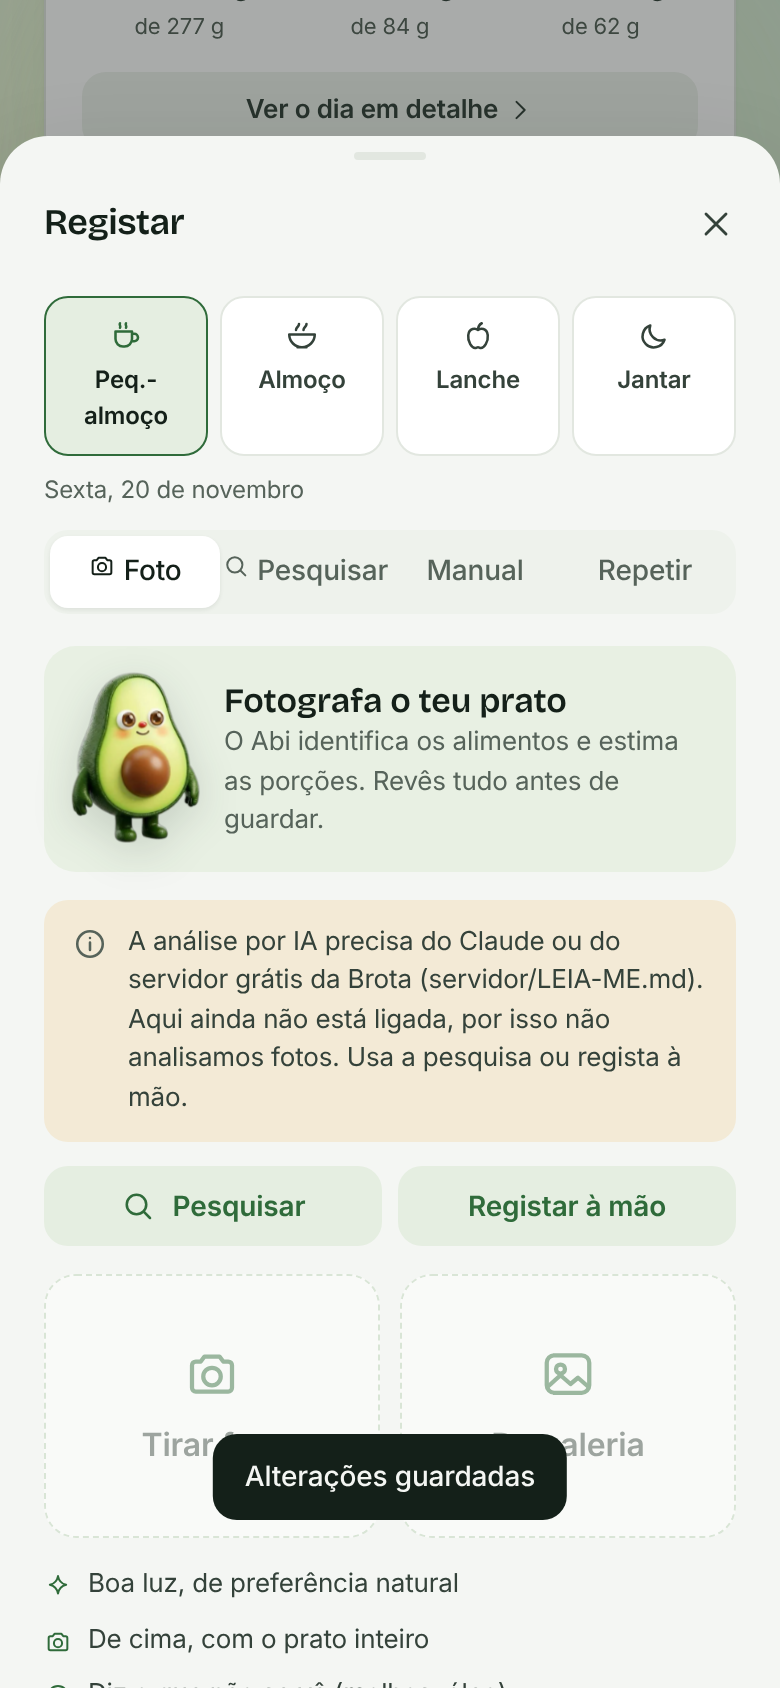 de 277 g
de 84 g
de 62 g
Ver o dia em detalhe
Registar
Peq.-
almoço
Almoço
Lanche
Jantar
Sexta, 20 de novembro
Foto
Pesquisar
Manual
Repetir
Fotografa o teu prato
O Abi identifica os alimentos e estima
as porções. Revês tudo antes de
guardar.
A análise por IA precisa do Claude ou do
servidor grátis da Brota (servidor/LEIA-ME.md).
Aqui ainda não está ligada, por isso não
analisamos fotos. Usa a pesquisa ou regista à
mão.
Pesquisar
Registar à mão
Tirar
Alterações guardadas
Boa luz, de preferência natural
De cima, com o prato inteiro